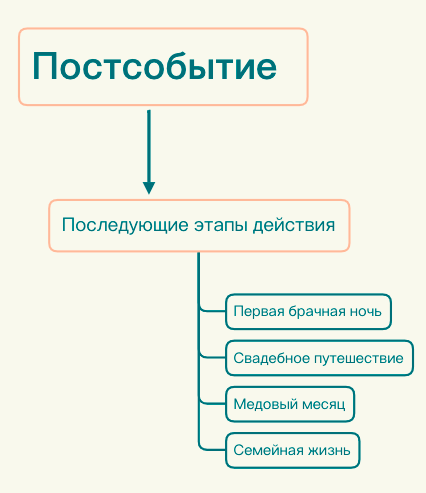 Постсобытие
Последующие этапы действия
Первая брачная ночь
Свадебное путешествие
Медовый месяц
Семейная жизнь